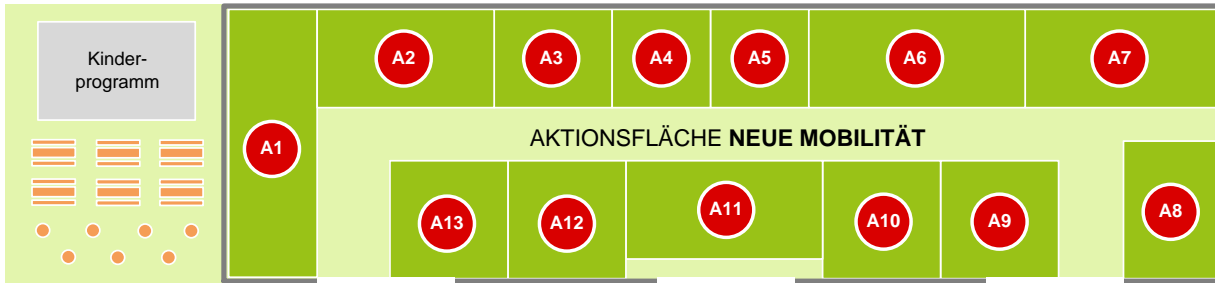 Kinder-
programm
A1
A2
A3
A4
A5
A6
A7
AKTIONSFLÄCHE NEUE MOBILITÄT
A13
A12
A11
A10
A9
A8